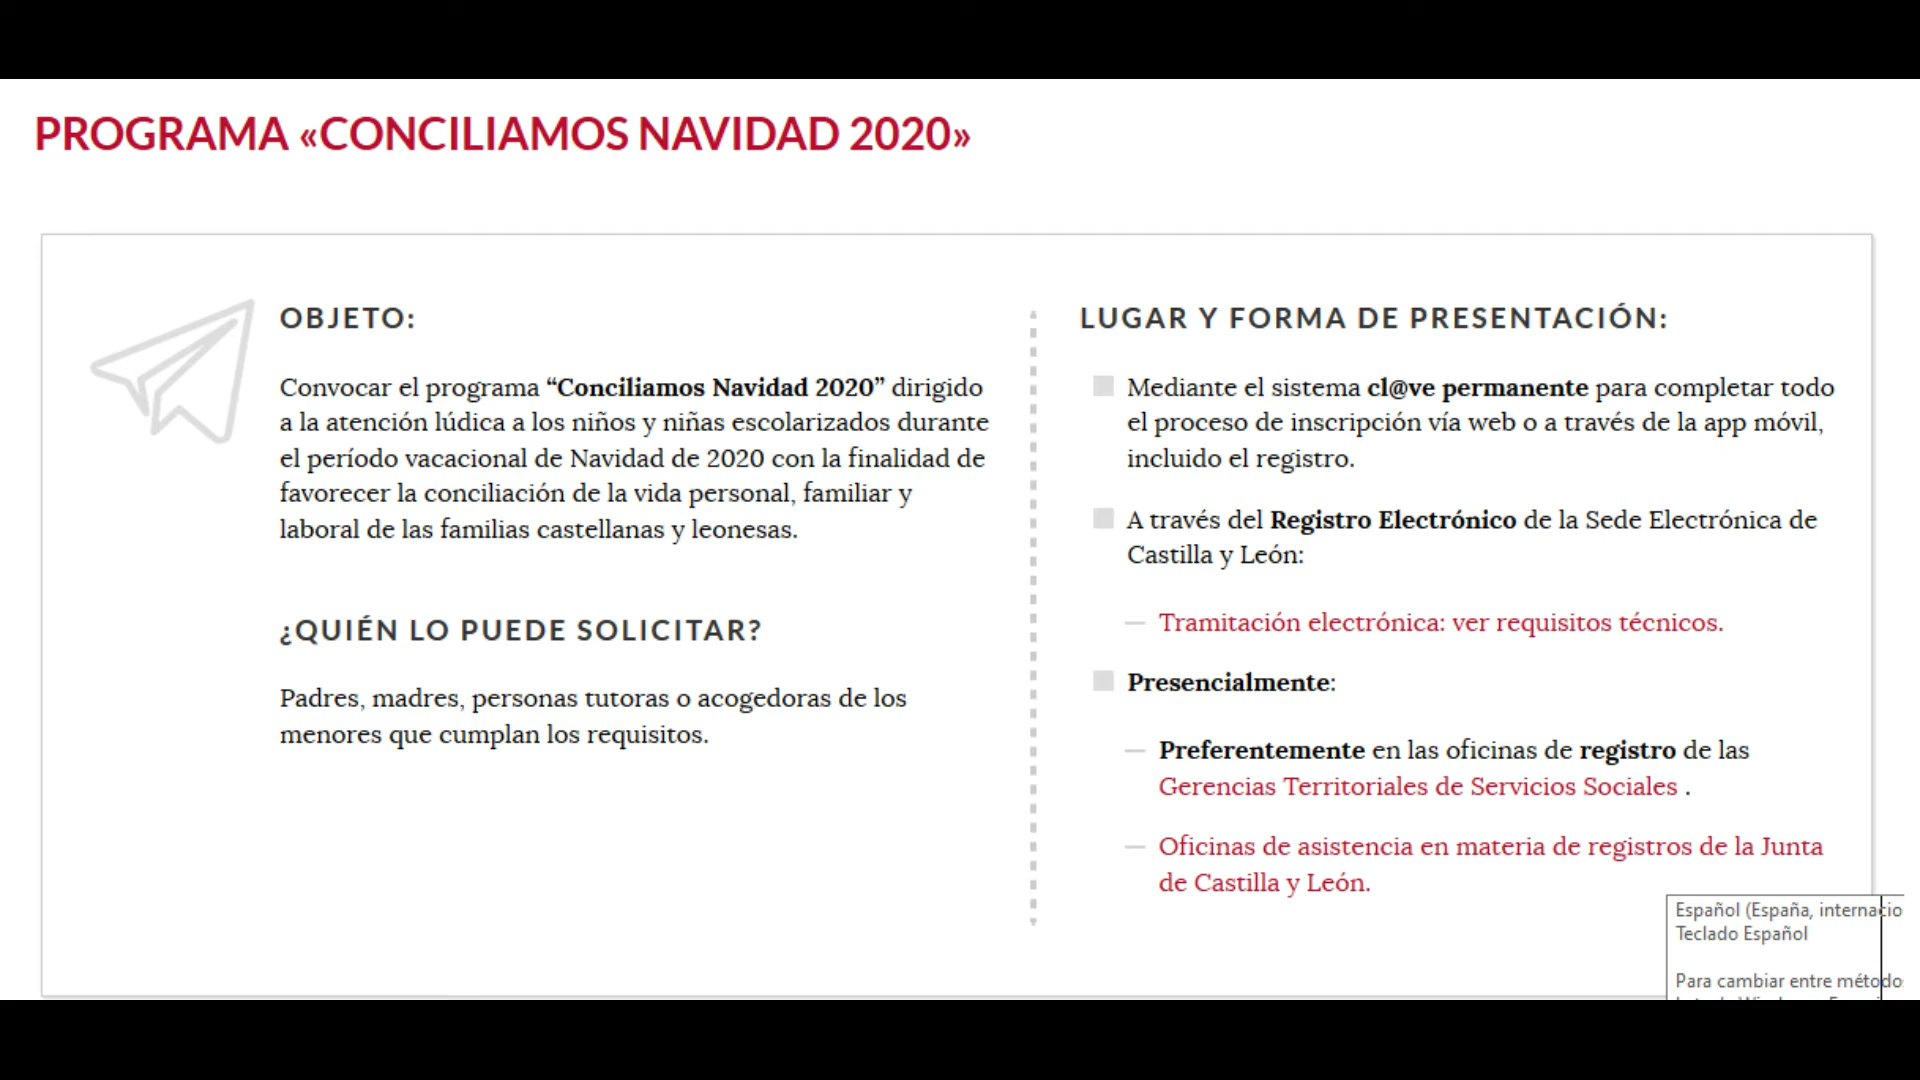 PROGRAMA «CONCILIAMOS NAVIDAD 2020»
OBJETO:
Convocar el programa “Conciliamos Navidad 2020” dirigido
a la atención lúdica a los niños y niñas escolarizados durante
el período vacacional de Navidad de 2020 con la finalidad de
favorecer la conciliación de la vida personal, familiar y
laboral de las familias castellanas y leonesas.
¿QUIÉN LO PUEDE SOLICITAR?
Padres, madres, personas tutoras o acogedoras de los
menores que cumplan los requisitos.
LUGAR Y FORMA DE PRESENTACIÓN:
Mediante el sistema cl@ve permanente para completar todo
el proceso de inscripción vía web o a través de la app móvil,
incluido el registro.
A través del Registro Electrónico de la Sede Electrónica de
Castilla y León:
— Tramitación electrónica: ver requisitos técnicos.
Presencialmente:
— Preferentemente en las oficinas de registro de las
Gerencias Territoriales de Servicios Sociales .
— Oficinas de asistencia en materia de registros de la Junta
de Castilla y León.
Español (España, internacio
Teclado Español
Para cambiar entre método